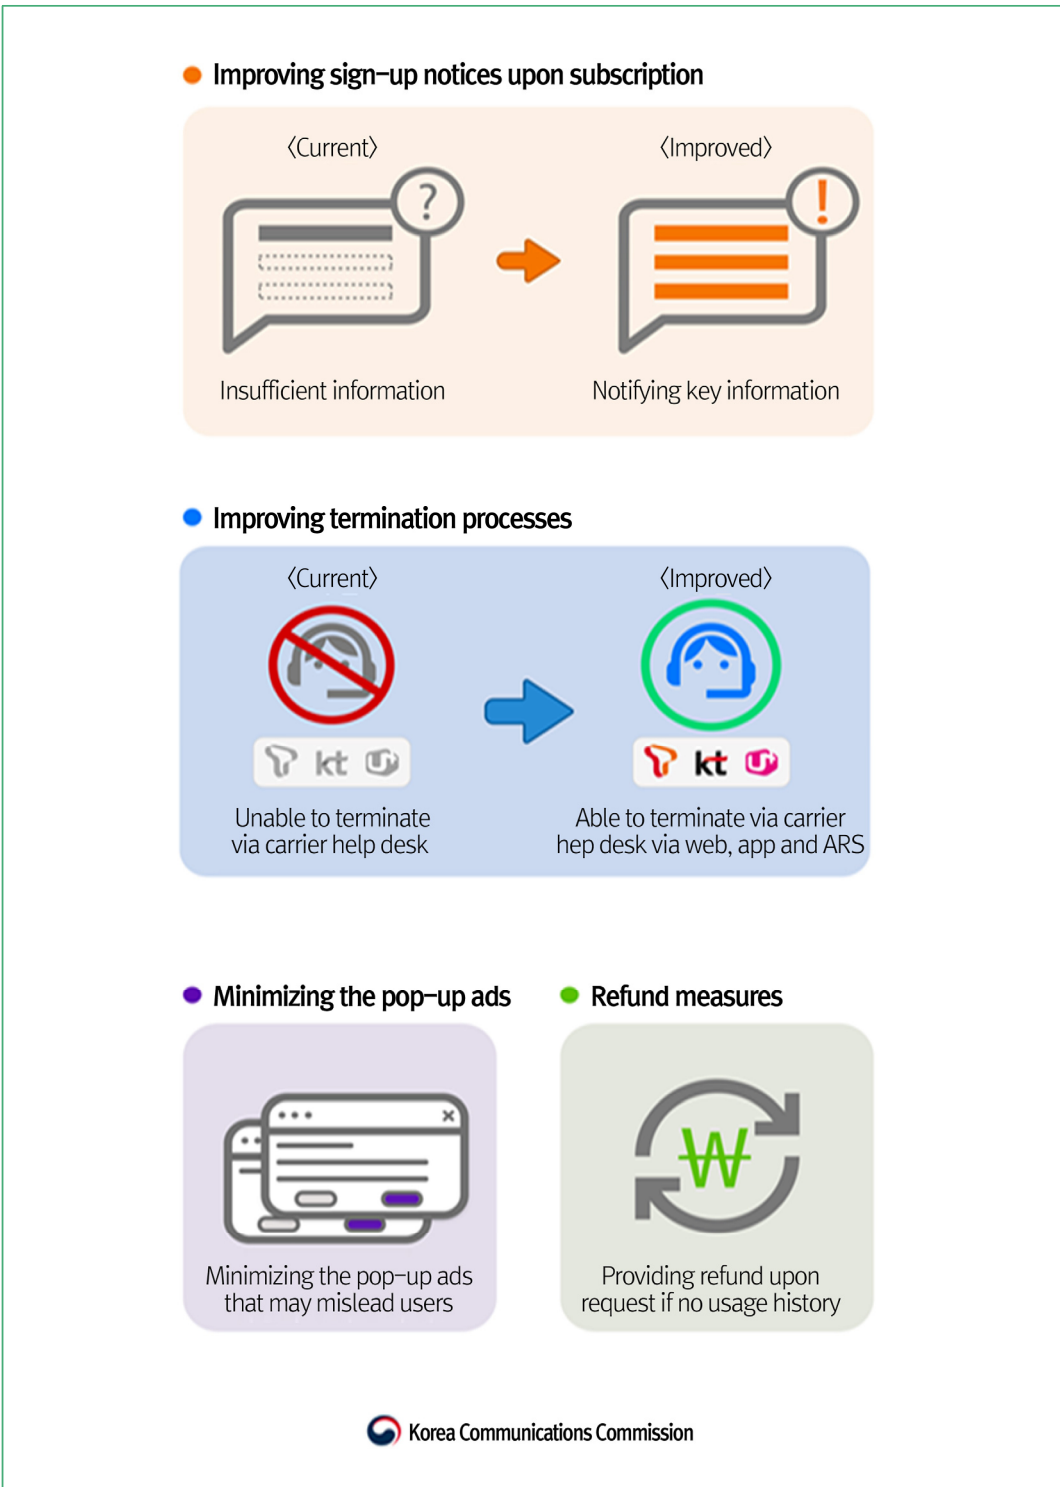 Improving sign-up notices upon subscription
〈Current〉
〈Improved〉
?
!
Insufficient information
Notifying key information
Improving termination processes
〈Current〉
〈Improved〉
T kt U+
T kt U+
Unable to terminate
via carrier help desk
Able to terminate via carrier
hep desk via web, app and ARS
Minimizing the pop-up ads
Minimizing the pop-up ads
that may mislead users
Refund measures
₩
Providing refund upon
request if no usage history
Korea Communications Commission